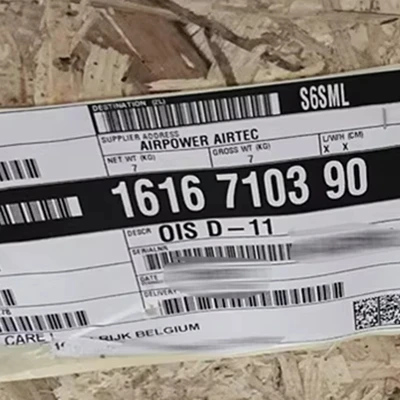 DESTINATION (2L)
S6SML
SUPPLIER ADDRESS
AIRPOWER AIRTEC
NET WT (KG)
7
GROSS WT (KG)
7
L/W/H (CM)
X X
1616 7103 90
DESCR
OIS D-11
SERIALNR
DATE
DELIVERY
CARE
RIJK BELGIUM